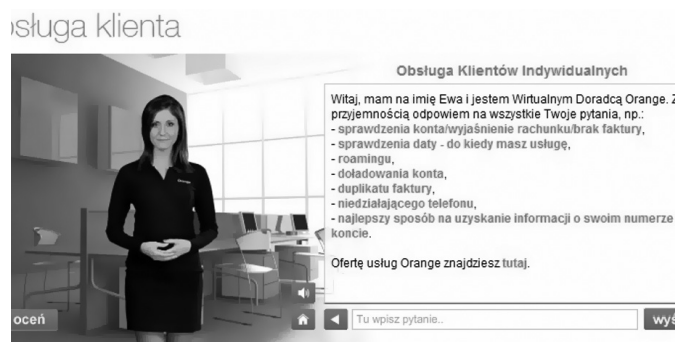 bsługa klienta
Obsługa Klientów Indywidualnych
Witaj, mam na imię Ewa i jestem Wirtualnym Doradcą Orange. Z
przyjemnością odpowiem na wszystkie Twoje pytania, np.:
- sprawdzenia konta/wyjaśnienie rachunku/brak faktury,
- sprawdzenia daty - do kiedy masz usługę,
- roamingu,
- doładowania konta,
- duplikatu faktury,
- niedziałającego telefonu,
- najlepszy sposób na uzyskanie informacji o swoim numerze
koncie.
Ofertę usług Orange znajdziesz tutaj.
oceń
Tu wpisz pytanie..
wyś